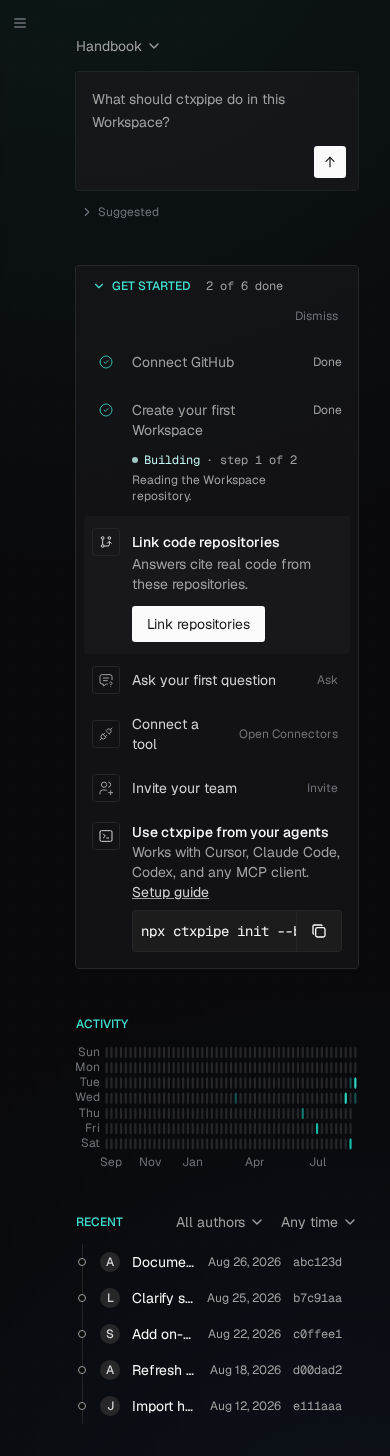 Handbook
What should ctxpipe do in this
Workspace?
Suggested
GET STARTED 2 of 6 done
Dismiss
Connect GitHub Done
Create your first Done
Workspace
Building · step 1 of 2
Reading the Workspace
repository.
Link code repositories
Answers cite real code from
these repositories.
Link repositories
Ask your first question Ask
Connect a
tool Open Connectors
Invite your team Invite
Use ctxpipe from your agents
Works with Cursor, Claude Code,
Codex, and any MCP client.
Setup guide
npx ctxpipe init --b
ACTIVITY
Sun
Mon
Tue
Wed
Thu
Fri
Sat
Sep Nov Jan Apr Jul
RECENT All authors Any time
A Docume... Aug 26, 2026 abc123d
L Clarify s... Aug 25, 2026 b7c91aa
S Add on-... Aug 22, 2026 c0ffee1
A Refresh ... Aug 18, 2026 d00dad2
J Import h... Aug 12, 2026 e111aaa